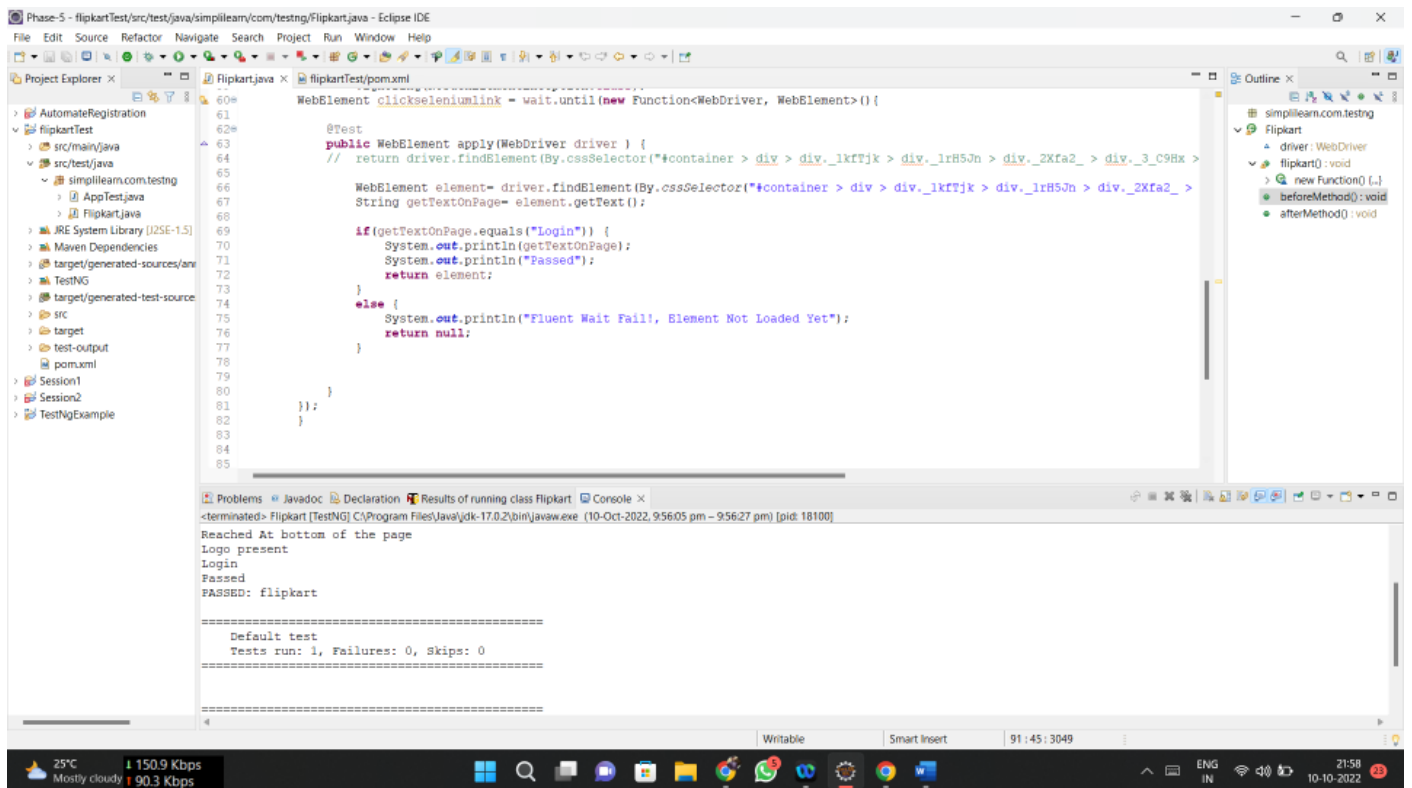 Phase-5 - flipkartTest/src/test/java/simplilearn/com/testng/Flipkart.java - Eclipse IDE
File Edit Source Refactor Navigate Search Project Run Window Help
Project Explorer
AutomateRegistration
flipkartTest
src/main/java
src/test/java
simplilearn.com.testng
AppTest.java
Flipkart.java
JRE System Library [J2SE-1.5]
Maven Dependencies
target/generated-sources/ann
TestNG
target/generated-test-source
src
target
test-output
pom.xml
Session1
Session2
TestNgExample
Flipkart.java flipkartTest/pom.xml
60 WebElement clickseleniumlink = wait.until(new Function<WebDriver, WebElement>(){
61
62 @Test
63 public WebElement apply(WebDriver driver ) {
64 // return driver.findElement(By.cssSelector("#container > div > div._1kfTjk > div._1rH5Jn > div._2Xfa2_ > div._3_C9Hx >
65
66 WebElement element= driver.findElement(By.cssSelector("#container > div > div._1kfTjk > div._1rH5Jn > div._2Xfa2_ >
67 String getTextOnPage= element.getText();
68
69 if(getTextOnPage.equals("Login")) {
70 System.out.println(getTextOnPage);
71 System.out.println("Passed");
72 return element;
73 }
74 else {
75 System.out.println("Fluent Wait Fail!, Element Not Loaded Yet");
76 return null;
77 }
78
79
80 }
81 });
82 }
83
84
85
Outline
simplilearn.com.testng
Flipkart
driver : WebDriver
flipkart() : void
new Function() {...}
beforeMethod() : void
afterMethod() : void
Problems Javadoc Declaration Results of running class Flipkart Console
<terminated> Flipkart [TestNG] C:\Program Files\Java\jdk-17.0.2\bin\javaw.exe (10-Oct-2022, 9:56:05 pm – 9:56:27 pm) [pid: 18100]
Reached At bottom of the page
Logo present
Login
Passed
PASSED: flipkart
===============================================
Default test
Tests run: 1, Failures: 0, Skips: 0
===============================================
===============================================
Writable Smart Insert 91 : 45 : 3049
25°C
Mostly cloudy
150.9 Kbps
90.3 Kbps
5
ENG
IN
21:58
10-10-2022
23